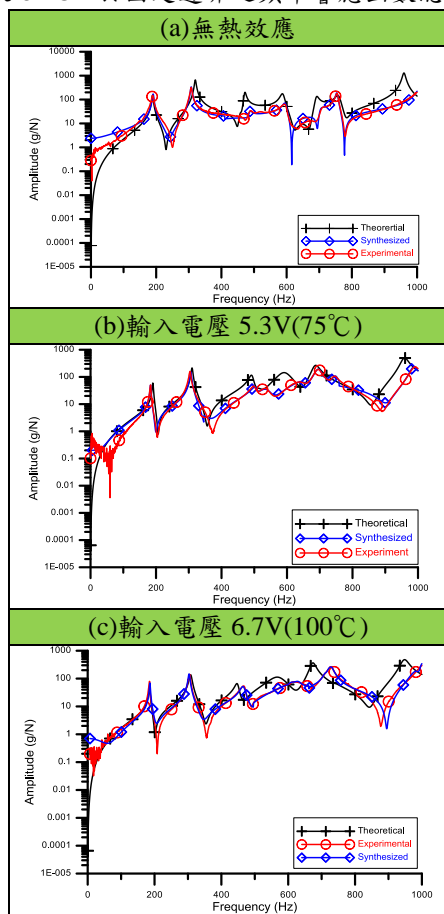 (a)無熱效應
10000
1000
100
10
1
0.1
0.01
0.001
0.0001
1E-005
Amplitude (g/N)
Theorertial
Synthesized
Experimental
0 200 400 600 800 1000
Frequency (Hz)
(b)輸入電壓 5.3V(75℃)
1000
100
10
1
0.1
0.01
0.001
0.0001
1E-005
Amplitude (g/N)
Theoretical
Synthesized
Experiment
0 200 400 600 800 1000
Frequency (Hz)
(c)輸入電壓 6.7V(100℃)
1000
100
10
1
0.1
0.01
0.001
0.0001
1E-005
Amplitude (g/N)
Theoretical
Experimental
Synthesized
0 200 400 600 800 1000
Frequency (Hz)